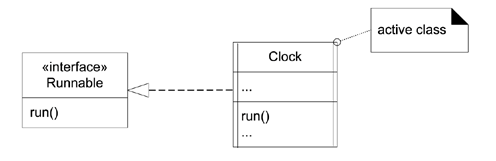 «interface»
Runnable
run()
Clock
...
run()
...
active class